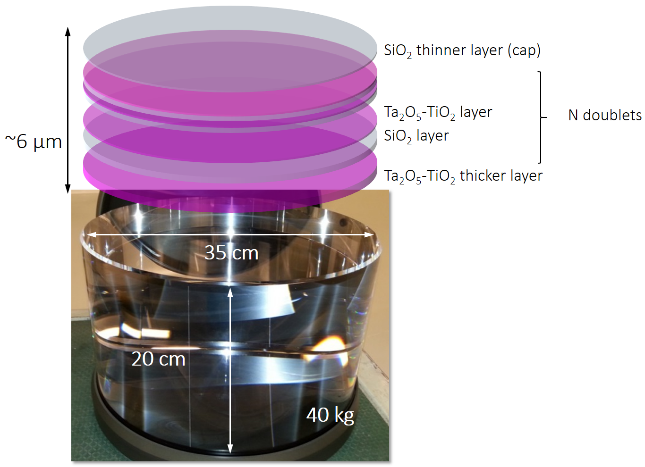 SiO₂ thinner layer (cap)
~6 µm
Ta₂O₅-TiO₂ layer
N doublets
SiO₂ layer
Ta₂O₅-TiO₂ thicker layer
35 cm
20 cm
40 kg